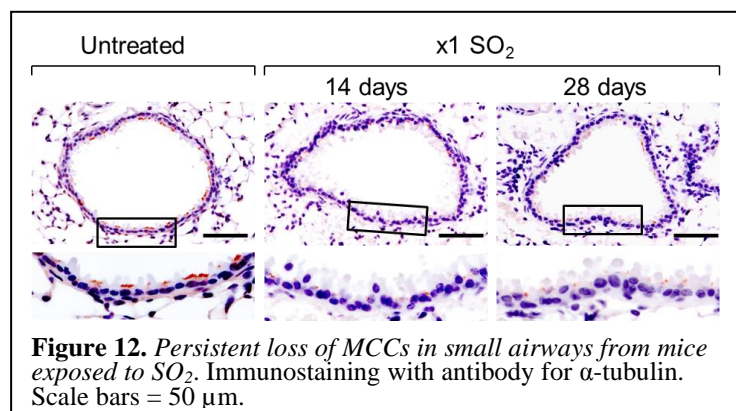 Untreated
x1 SO₂
14 days
28 days
Figure 12. Persistent loss of MCCs in small airways from mice
exposed to SO₂. Immunostaining with antibody for α-tubulin.
Scale bars = 50 µm.